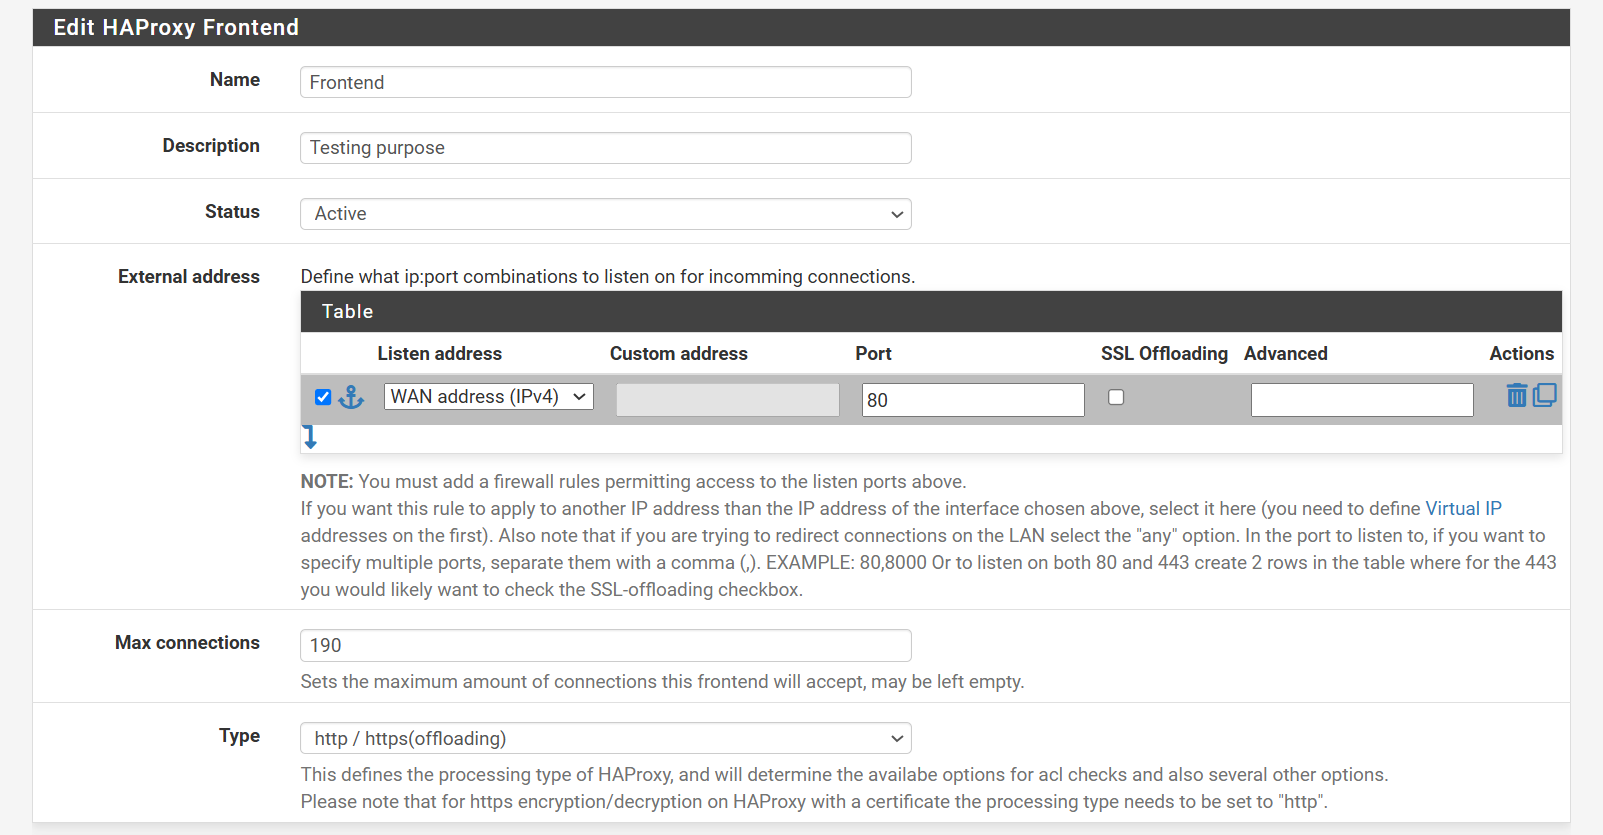 Edit HAProxy Frontend
Name
Frontend
Description
Testing purpose
Status
Active
External address
Define what ip:port combinations to listen on for incomming connections.
Table
Listen address Custom address Port SSL Offloading Advanced Actions
WAN address (IPv4) 80
NOTE: You must add a firewall rules permitting access to the listen ports above.
If you want this rule to apply to another IP address than the IP address of the interface chosen above, select it here (you need to define Virtual IP
addresses on the first). Also note that if you are trying to redirect connections on the LAN select the "any" option. In the port to listen to, if you want to
specify multiple ports, separate them with a comma (,). EXAMPLE: 80,8000 Or to listen on both 80 and 443 create 2 rows in the table where for the 443
you would likely want to check the SSL-offloading checkbox.
Max connections
190
Sets the maximum amount of connections this frontend will accept, may be left empty.
Type
http / https(offloading)
This defines the processing type of HAProxy, and will determine the availabe options for acl checks and also several other options.
Please note that for https encryption/decryption on HAProxy with a certificate the processing type needs to be set to "http".